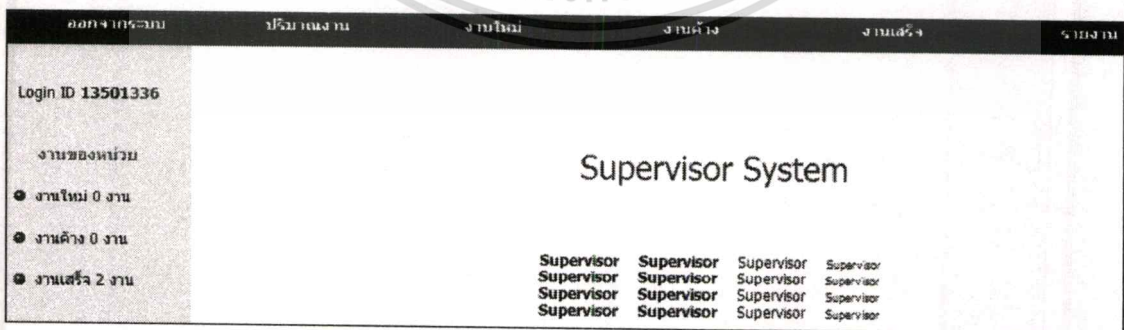 ออกจากระบบ ปริมาณงาน งานใหม่ งานค้าง งานเสร็จ รายงาน
Login ID 13501336
งานของหน่วย
Supervisor System
งานใหม่ 0 งาน
งานค้าง 0 งาน
งานเสร็จ 2 งาน
Supervisor Supervisor Supervisor Supervisor
Supervisor Supervisor Supervisor Supervisor
Supervisor Supervisor Supervisor Supervisor
Supervisor Supervisor Supervisor Supervisor